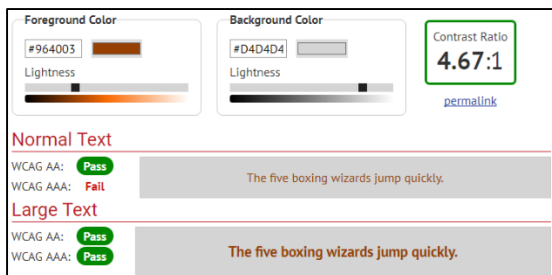 Foreground Color
Background Color
Contrast Ratio
#964003
#D4D4D4
4.67:1
Lightness
Lightness
permalink
Normal Text
WCAG AA: Pass
WCAG AAA: Fail
The five boxing wizards jump quickly.
Large Text
WCAG AA: Pass
WCAG AAA: Pass
The five boxing wizards jump quickly.